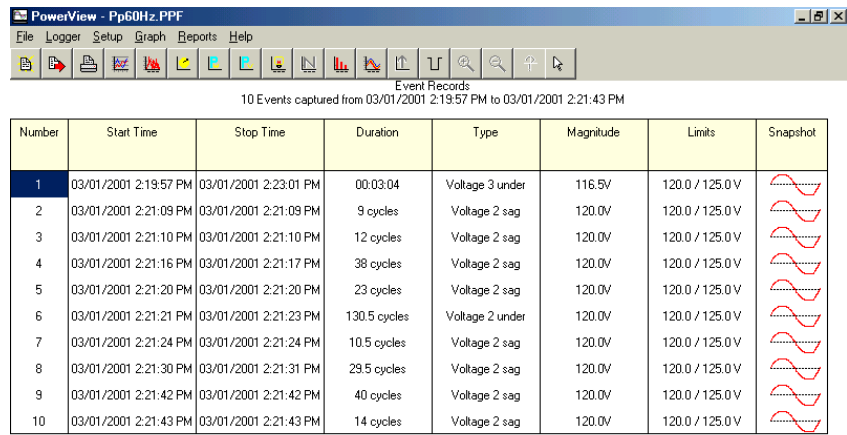 PowerView - Pp60Hz.PPF
File Logger Setup Graph Reports Help
Event Records
10 Events captured from 03/01/2001 2:19:57 PM to 03/01/2001 2:21:43 PM
Number Start Time Stop Time Duration Type Magnitude Limits Snapshot
1 03/01/2001 2:19:57 PM 03/01/2001 2:23:01 PM 00:03:04 Voltage 3 under 116.5V 120.0 / 125.0 V
2 03/01/2001 2:21:09 PM 03/01/2001 2:21:09 PM 9 cycles Voltage 2 sag 120.0V 120.0 / 125.0 V
3 03/01/2001 2:21:10 PM 03/01/2001 2:21:10 PM 12 cycles Voltage 2 sag 120.0V 120.0 / 125.0 V
4 03/01/2001 2:21:16 PM 03/01/2001 2:21:17 PM 38 cycles Voltage 2 sag 120.0V 120.0 / 125.0 V
5 03/01/2001 2:21:20 PM 03/01/2001 2:21:20 PM 23 cycles Voltage 2 sag 120.0V 120.0 / 125.0 V
6 03/01/2001 2:21:21 PM 03/01/2001 2:21:23 PM 130.5 cycles Voltage 2 under 120.0V 120.0 / 125.0 V
7 03/01/2001 2:21:24 PM 03/01/2001 2:21:24 PM 10.5 cycles Voltage 2 sag 120.0V 120.0 / 125.0 V
8 03/01/2001 2:21:30 PM 03/01/2001 2:21:31 PM 29.5 cycles Voltage 2 sag 120.0V 120.0 / 125.0 V
9 03/01/2001 2:21:42 PM 03/01/2001 2:21:42 PM 40 cycles Voltage 2 sag 120.0V 120.0 / 125.0 V
10 03/01/2001 2:21:43 PM 03/01/2001 2:21:43 PM 14 cycles Voltage 2 sag 120.0V 120.0 / 125.0 V